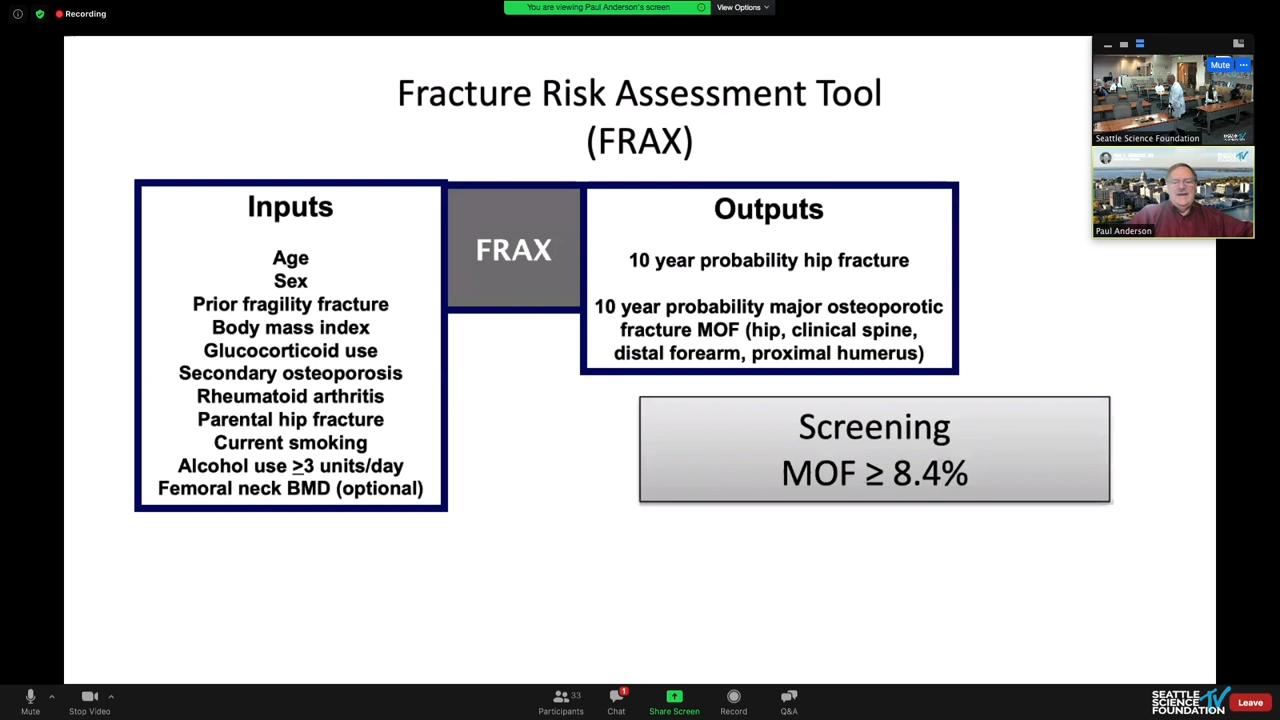 Recording
You are viewing Paul Anderson's screen
View Options
Fracture Risk Assessment Tool
(FRAX)
Inputs
Age
Sex
Prior fragility fracture
Body mass index
Glucocorticoid use
Secondary osteoporosis
Rheumatoid arthritis
Parental hip fracture
Current smoking
Alcohol use ≥3 units/day
Femoral neck BMD (optional)
FRAX
Outputs
10 year probability hip fracture
10 year probability major osteoporotic
fracture MOF (hip, clinical spine,
distal forearm, proximal humerus)
Screening
MOF ≥ 8.4%
Mute
Seattle Science Foundation
Paul Anderson
Mute
Stop Video
33
Participants
1
Chat
Share Screen
Record
Q&A
SEATTLE
SCIENCE
FOUNDATION
TV
Leave